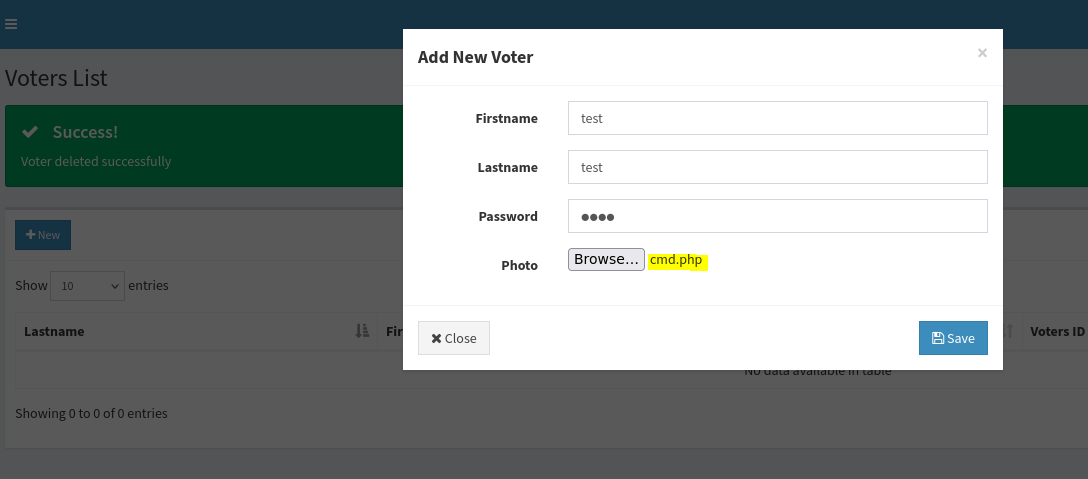 Add New Voter ×
Voters List
Firstname test
Success!
Voter deleted successfully
Lastname test
Password ●●●●
New
Photo Browse... cmd.php
Show 10 entries
Lastname Fir Voters ID
Close Save
No data available in table
Showing 0 to 0 of 0 entries